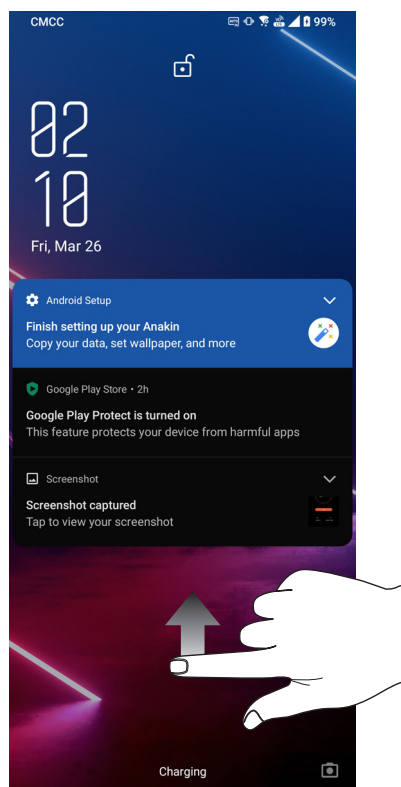 CMCC 99%
02
10
Fri, Mar 26
Android Setup
Finish setting up your Anakin
Copy your data, set wallpaper, and more
Google Play Store • 2h
Google Play Protect is turned on
This feature protects your device from harmful apps
Screenshot
Screenshot captured
Tap to view your screenshot
Charging